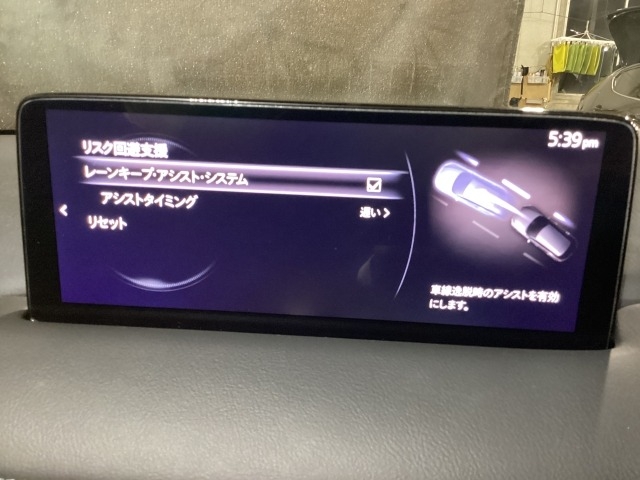 5:39pm
リスク回避支援
レーンキープ・アシスト・システム
アシストタイミング
遅い
リセット
車線逸脱時のアシストを有効
にします。